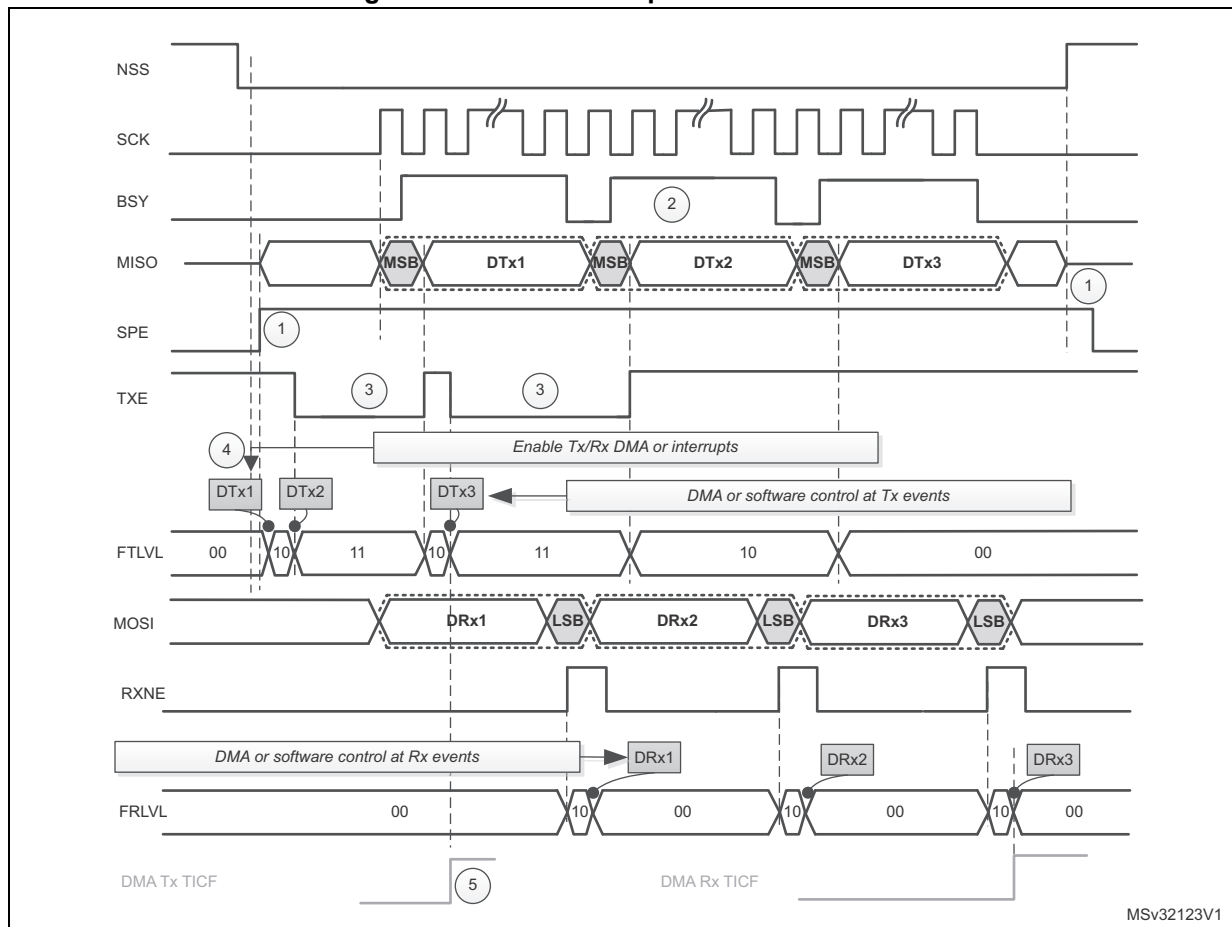 NSS
SCK
BSY
2
MISO
MSB DTx1 MSB DTx2 MSB DTx3
1
SPE
1
TXE
3 3
4
Enable Tx/Rx DMA or interrupts
DTx1 DTx2 DTx3
DMA or software control at Tx events
FTLVL 00 10 11 10 11 10 00
MOSI DRx1 LSB DRx2 LSB DRx3 LSB
RXNE
DMA or software control at Rx events
DRx1 DRx2 DRx3
FRLVL 00 10 00 10 00 10 00
DMA Tx TICF 5 DMA Rx TICF
MSv32123V1